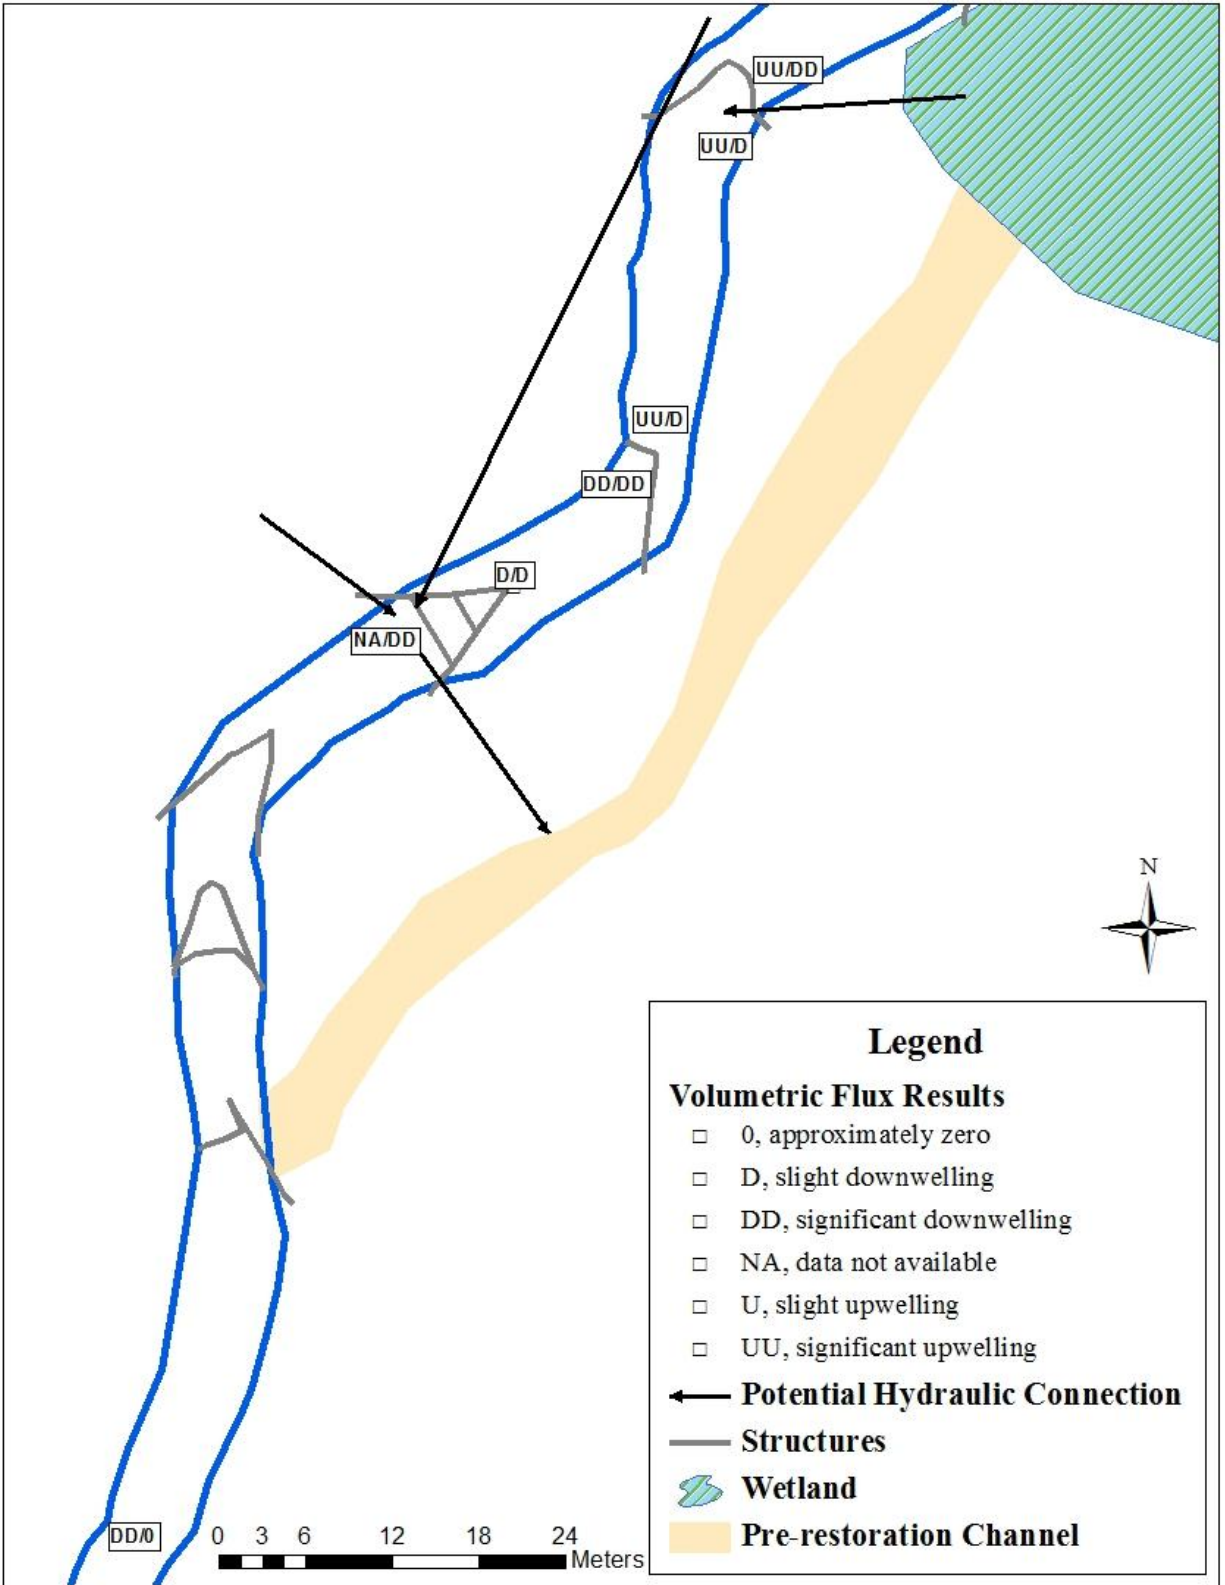 UU/DD
UU/D
UU/D
DD/DD
D/D
NA/DD
N
Legend
Volumetric Flux Results
0, approximately zero
D, slight downwelling
DD, significant downwelling
NA, data not available
U, slight upwelling
UU, significant upwelling
Potential Hydraulic Connection
Structures
Wetland
Pre-restoration Channel
DD/0
0 3 6 12 18 24
Meters